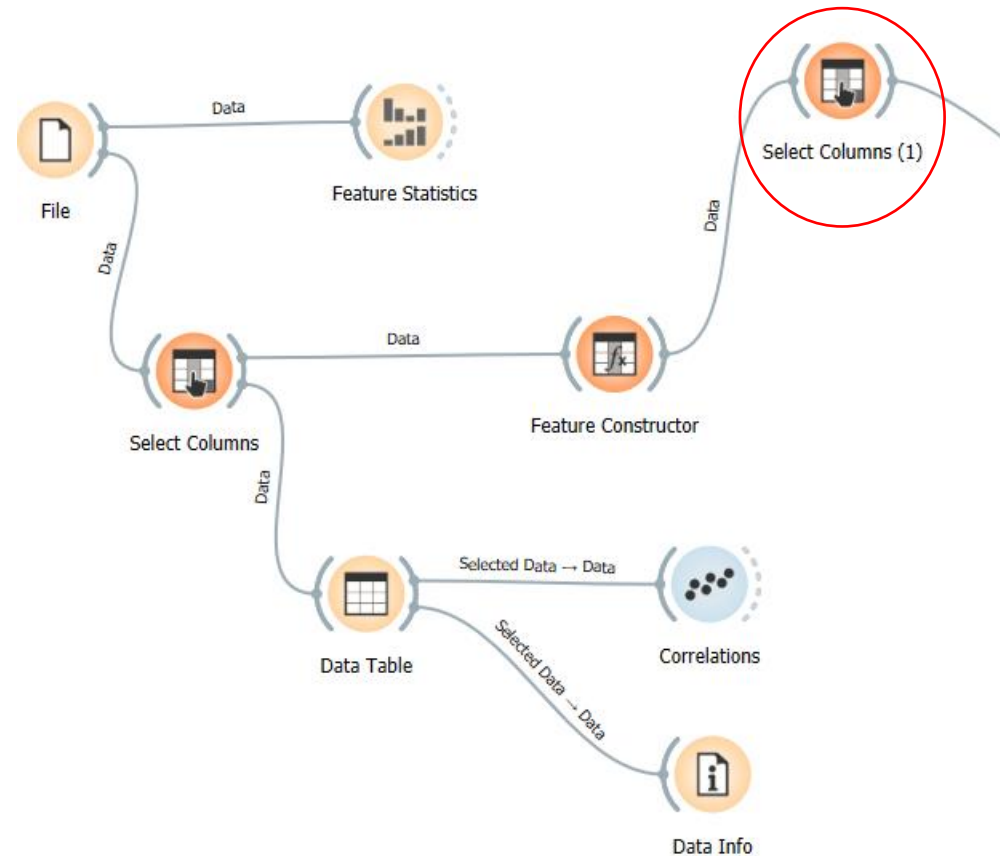 Data
Select Columns (1)
Feature Statistics
File
Data
Data
Data
Feature Constructor
Select Columns
Data
Selected Data → Data
Selected Data → Data
Data Table
Correlations
Data Info